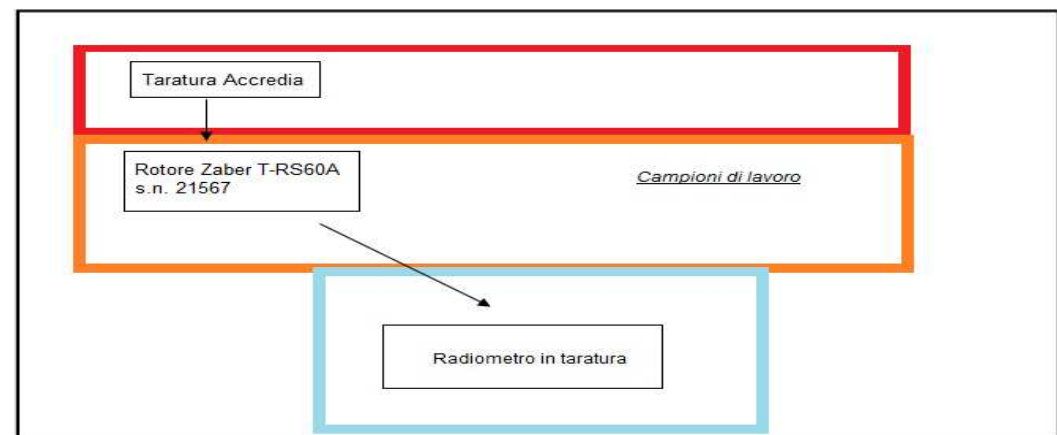 Taratura Accredia
Rotore Zaber T-RS60A
s.n. 21567
Campioni di lavoro
Radiometro in taratura